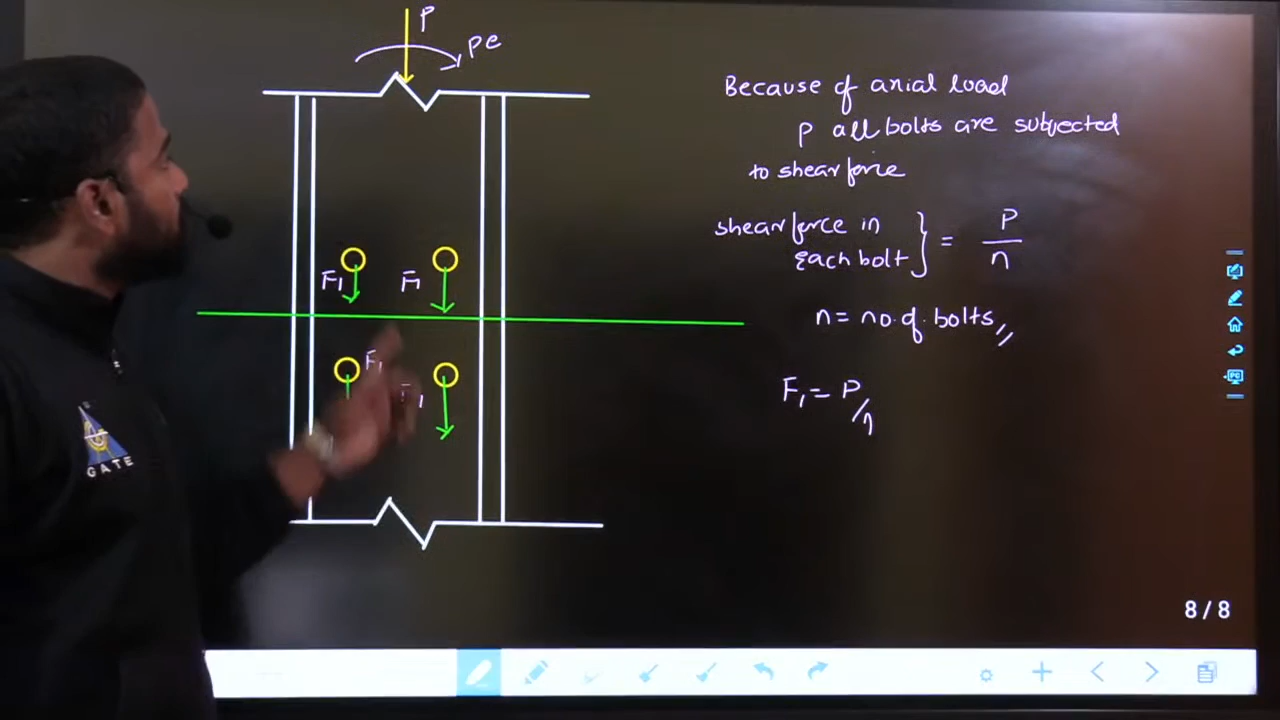 P
Pe
Because of axial load
P all bolts are subjected
to shear force
shear force in
each bolt } = P/n
n = no. of. bolts,,
F1 = P/n
F1 F1
F1 F1
GATE
PC
8/8